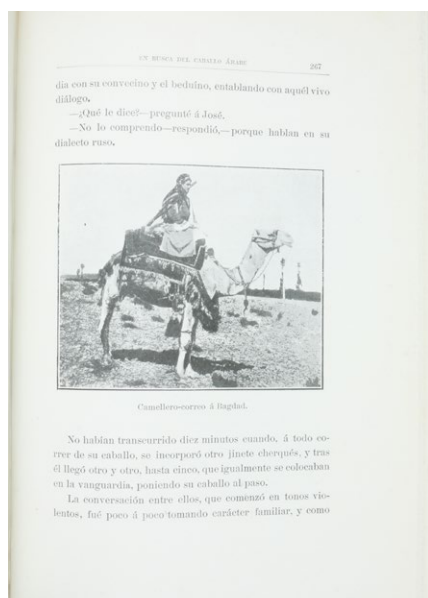 EN BUSCA DEL CABALLO ÁRABE 267
dia con su convecino y el beduino, entablando con aquél vivo
diálogo.
—¿Qué le dice?—pregunté á José.
—No lo comprendo—respondió,—porque hablan en su
dialecto ruso.
Camellero-correo á Bagdad.
No habían transcurrido diez minutos cuando, á todo co-
rrer de su caballo, se incorporó otro jinete cherqués, y tras
él llegó otro y otro, hasta cinco, que igualmente se colocaban
en la vanguardia, poniendo su caballo al paso.
La conversación entre ellos, que comenzó en tonos vio-
lentos, fué poco á poco tomando carácter familiar, y como